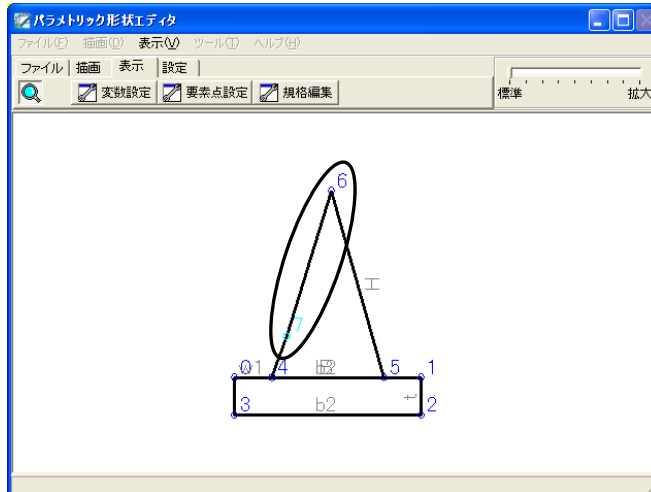 パラメトリック形状エディタ
ファイル(F) 描画(D) 表示(V) ツール(T) ヘルプ(H)
ファイル 描画 表示 設定
変数設定 要素点設定 規格編集
標準 拡大
6
H
7
0 w1 4 5 1
t
3 b2 2